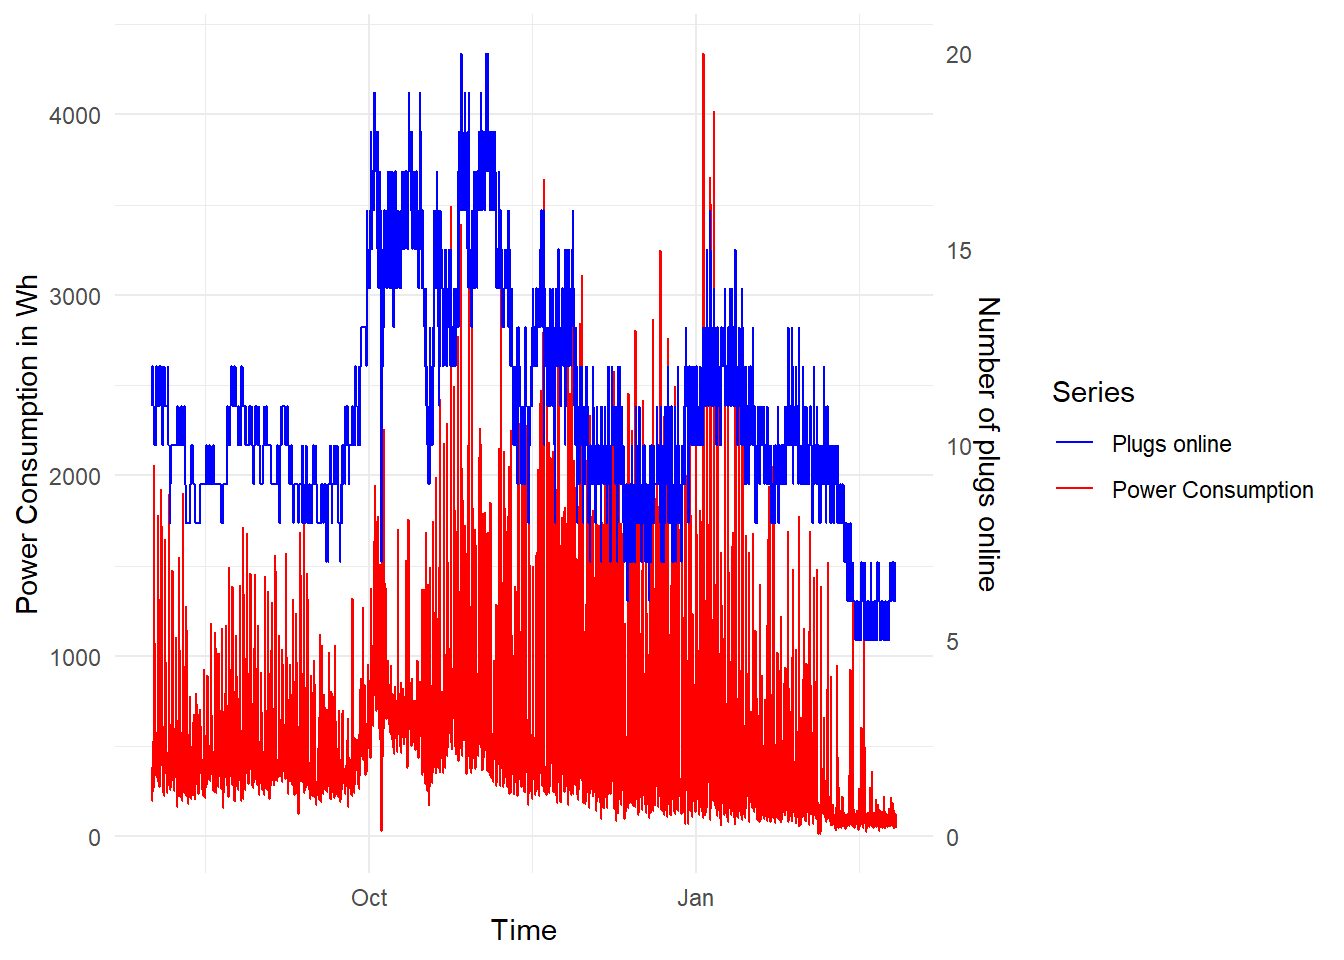 20
4000
15
3000
Series
Plugs online
Power Consumption
10
2000
5
1000
0
0
Oct
Jan
Time
Power Consumption in Wh
Number of plugs online